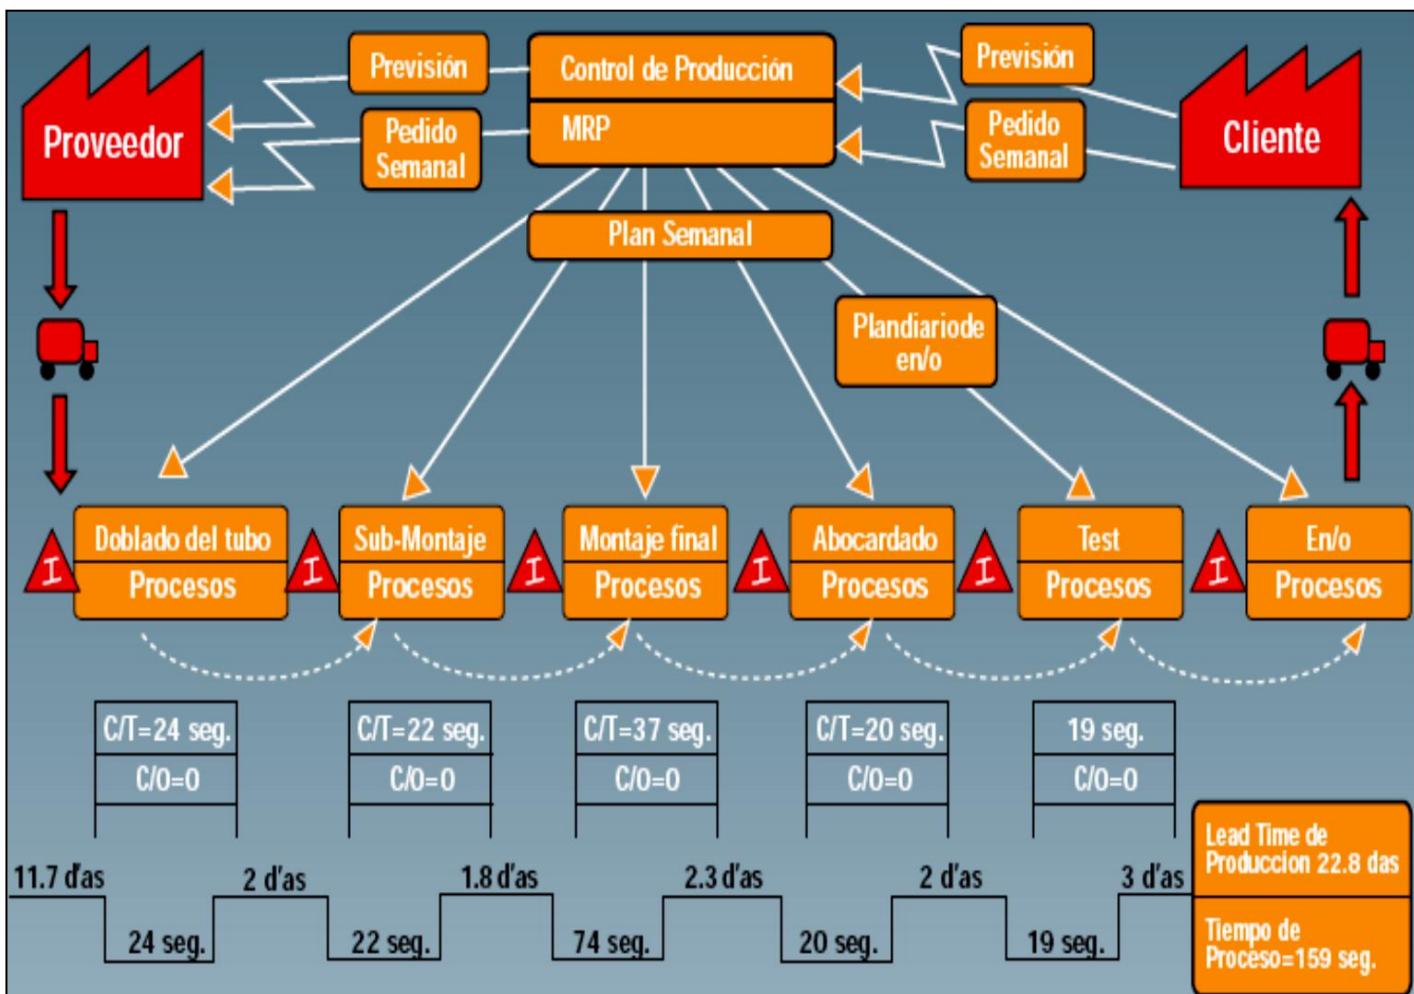 Proveedor
Previsión
Pedido
Semanal
Control de Producción
MRP
Previsión
Pedido
Semanal
Cliente
Plan Semanal
Plandiariode
en/o
I
Doblado del tubo
Procesos
I
Sub-Montaje
Procesos
I
Montaje final
Procesos
I
Abocardado
Procesos
I
Test
Procesos
I
En/o
Procesos
C/T=24 seg.
C/O=0
C/T=22 seg.
C/O=0
C/T=37 seg.
C/O=0
C/T=20 seg.
C/O=0
19 seg.
C/O=0
11.7 d'as
24 seg.
2 d'as
22 seg.
1.8 d'as
74 seg.
2.3 d'as
20 seg.
2 d'as
19 seg.
3 d'as
Lead Time de
Produccion 22.8 das
Tiempo de
Proceso=159 seg.